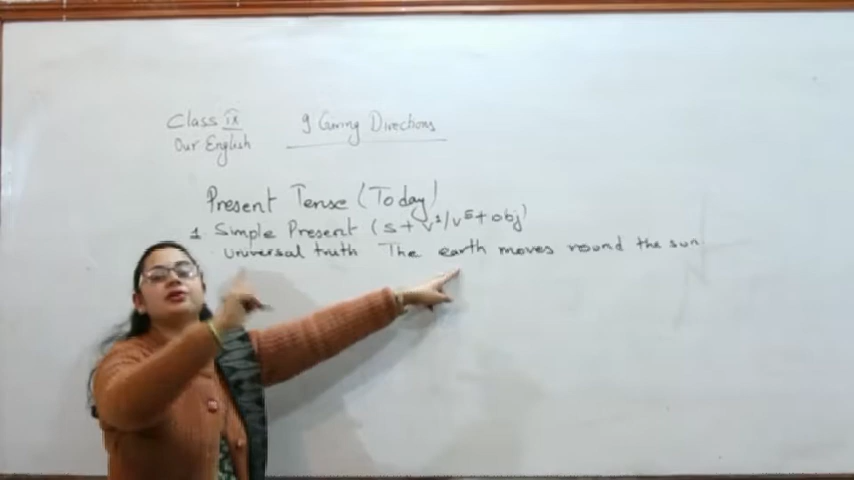 Class IX 9 Giving Directions
Our English
Present Tense (Today)
1. Simple Present (S + V1/V5 + obj)
universal truth The earth moves round the sun